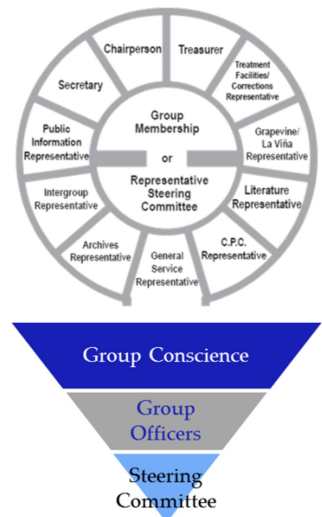 Chairperson
Treasurer
Secretary
Treatment
Facilities/
Corrections
Representative
Public
Information
Representative
Group
Membership
or
Representative
Steering
Committee
Grapevine/
La Viña
Representative
Intergroup
Representative
Literature
Representative
Archives
Representative
General
Service
Representative
C.P.C.
Representative
Group Conscience
Group
Officers
Steering
Committee